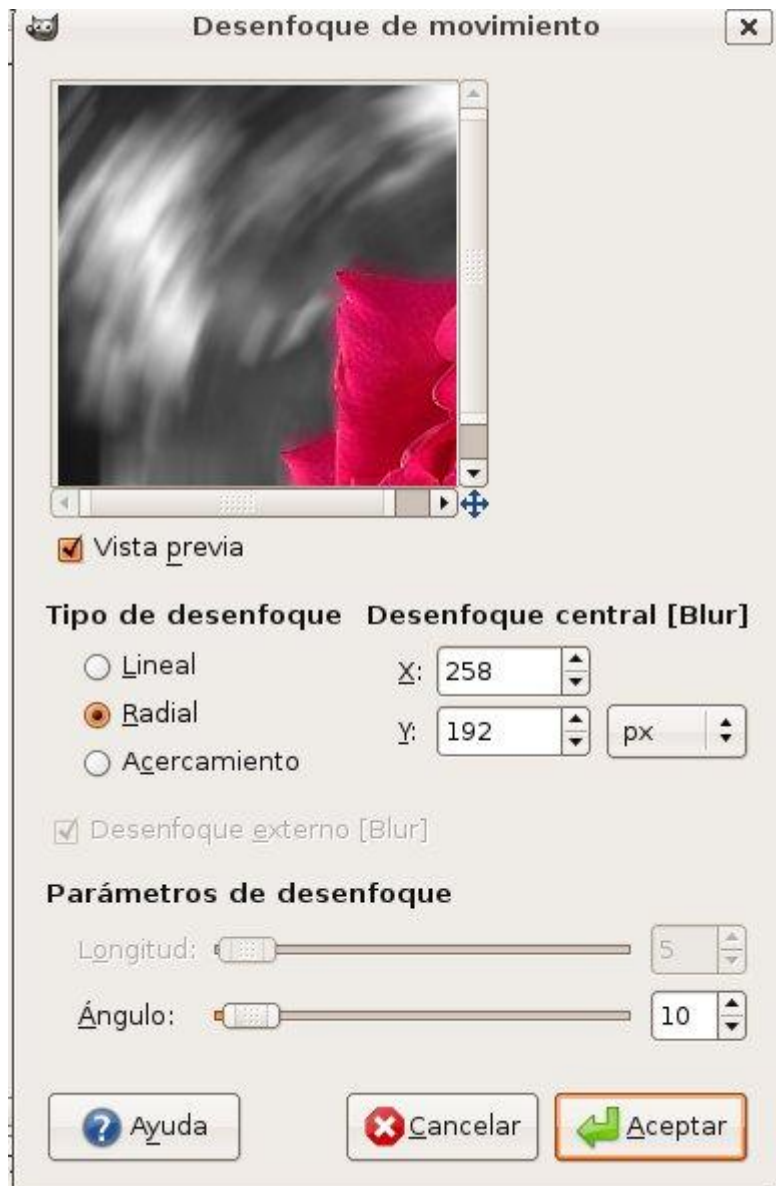 Desenfoque de movimiento
Vista previa
Tipo de desenfoque
Desenfoque central [Blur]
Lineal
X: 258
Radial
Y: 192 px
Acercamiento
Desenfoque externo [Blur]
Parámetros de desenfoque
Longitud: 5
Ángulo: 10
Ayuda
Cancelar
Aceptar